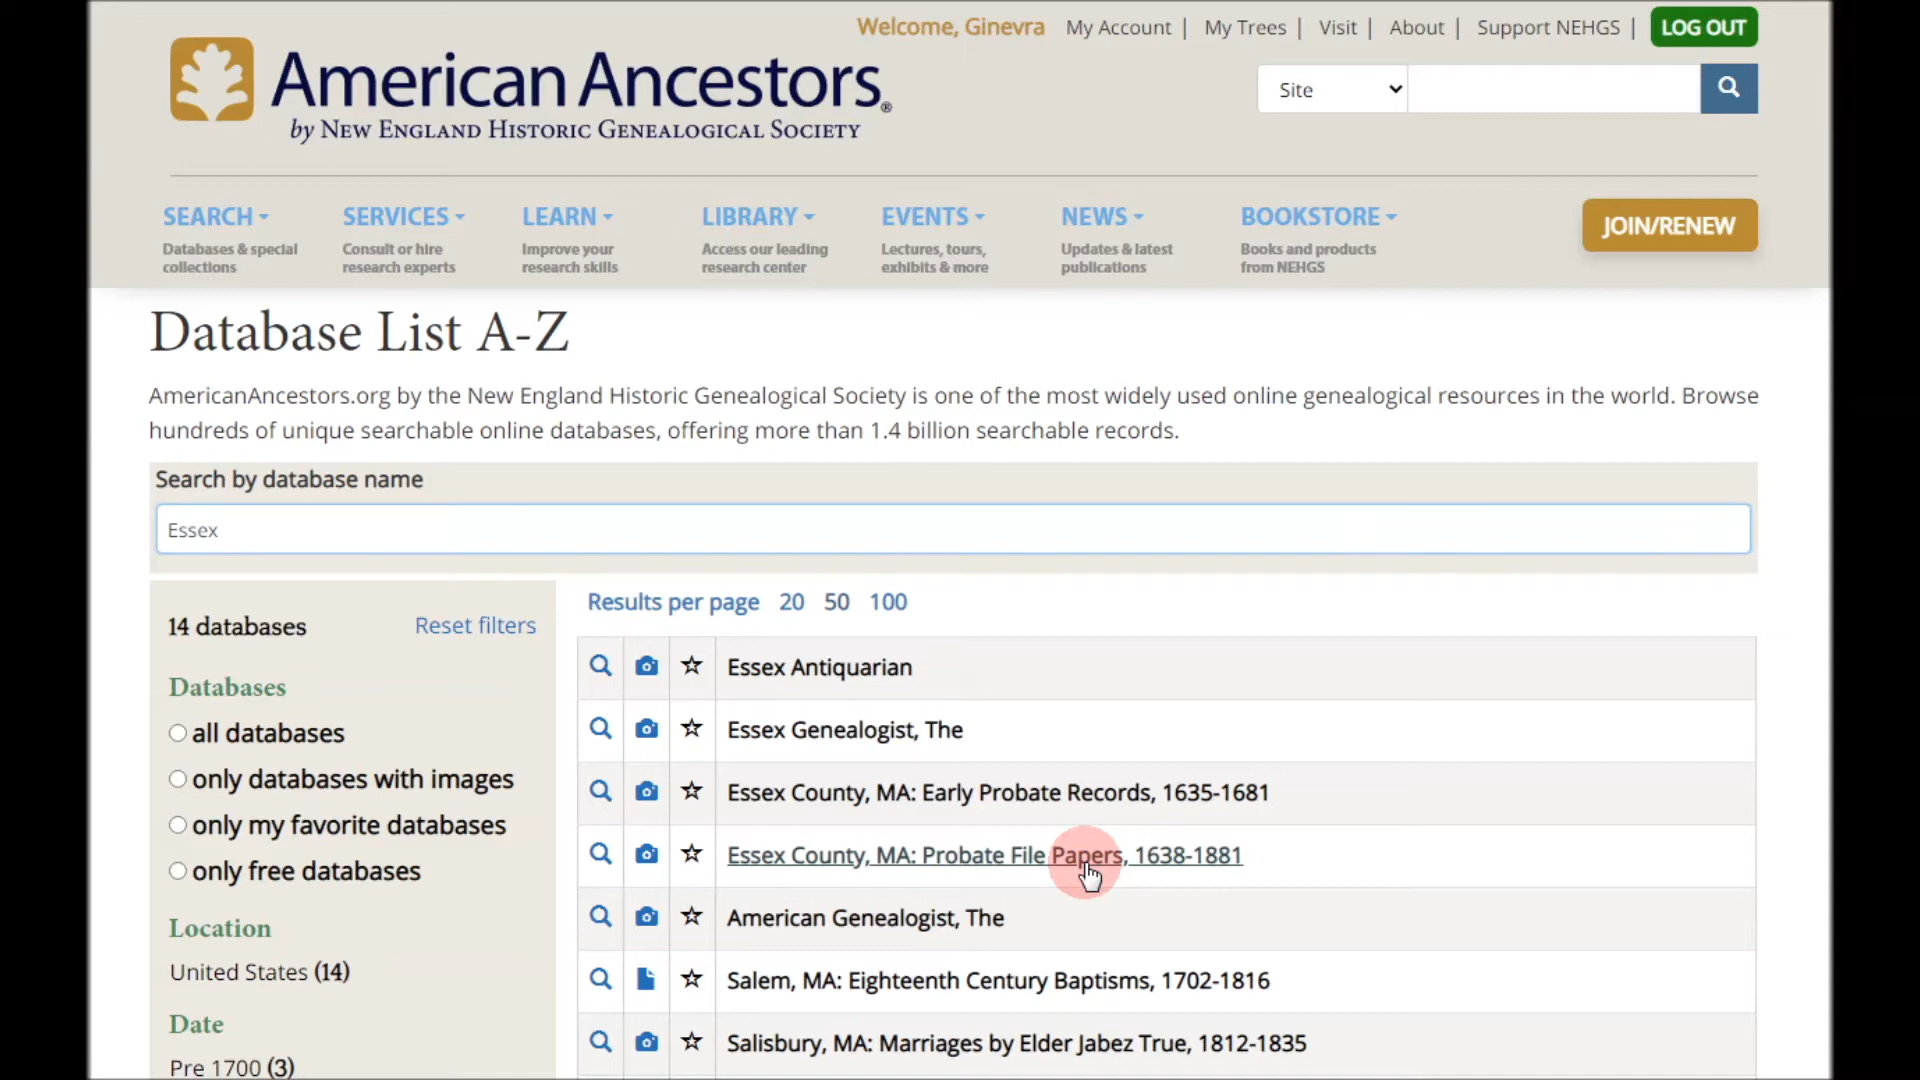 Welcome, Ginevra My Account | My Trees | Visit | About | Support NEHGS | LOG OUT
American Ancestors®
by NEW ENGLAND HISTORIC GENEALOGICAL SOCIETY
Site
SEARCH SERVICES LEARN LIBRARY EVENTS NEWS BOOKSTORE JOIN/RENEW
Databases & special collections
Consult or hire research experts
Improve your research skills
Access our leading research center
Lectures, tours, exhibits & more
Updates & latest publications
Books and products from NEHGS
Database List A-Z
AmericanAncestors.org by the New England Historic Genealogical Society is one of the most widely used online genealogical resources in the world. Browse
hundreds of unique searchable online databases, offering more than 1.4 billion searchable records.
Search by database name
Essex
14 databases Reset filters
Databases
all databases
only databases with images
only my favorite databases
only free databases
Location
United States (14)
Date
Pre 1700 (3)
Results per page 20 50 100
Essex Antiquarian
Essex Genealogist, The
Essex County, MA: Early Probate Records, 1635-1681
Essex County, MA: Probate File Papers, 1638-1881
American Genealogist, The
Salem, MA: Eighteenth Century Baptisms, 1702-1816
Salisbury, MA: Marriages by Elder Jabez True, 1812-1835